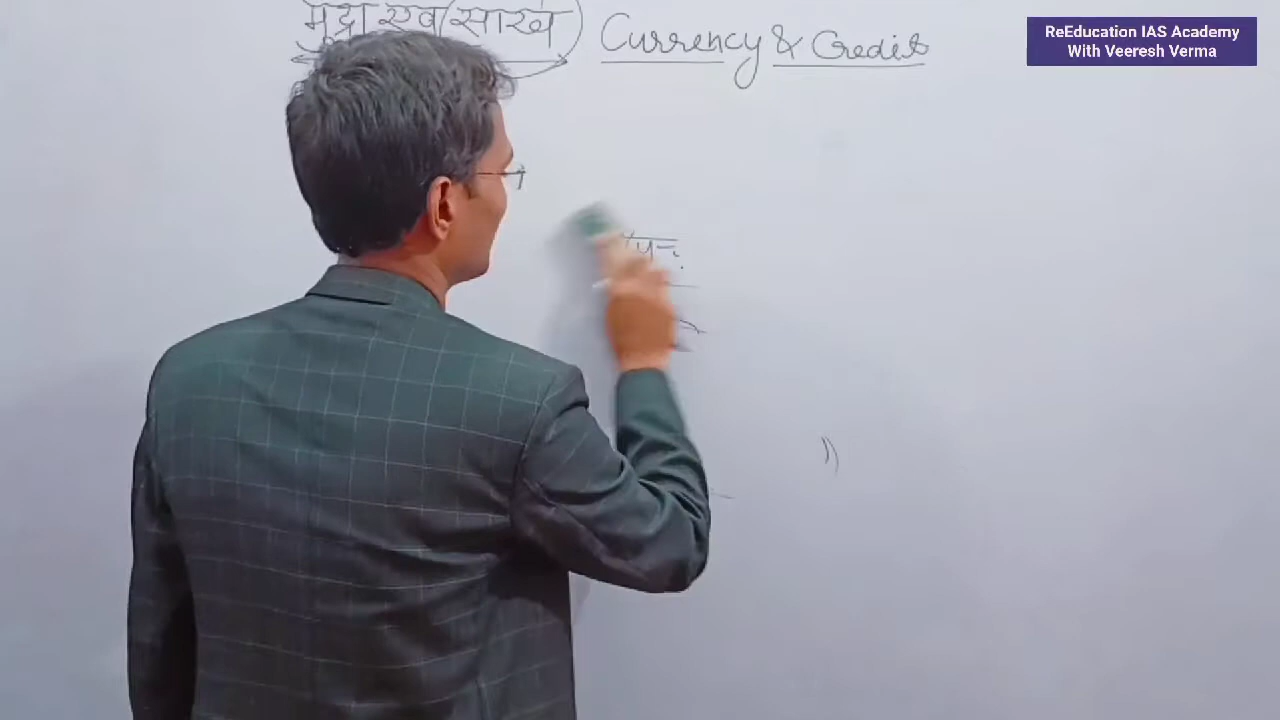 मुद्रा एवं (साख) Currency & Credit
ReEducation IAS Academy
With Veeresh Verma